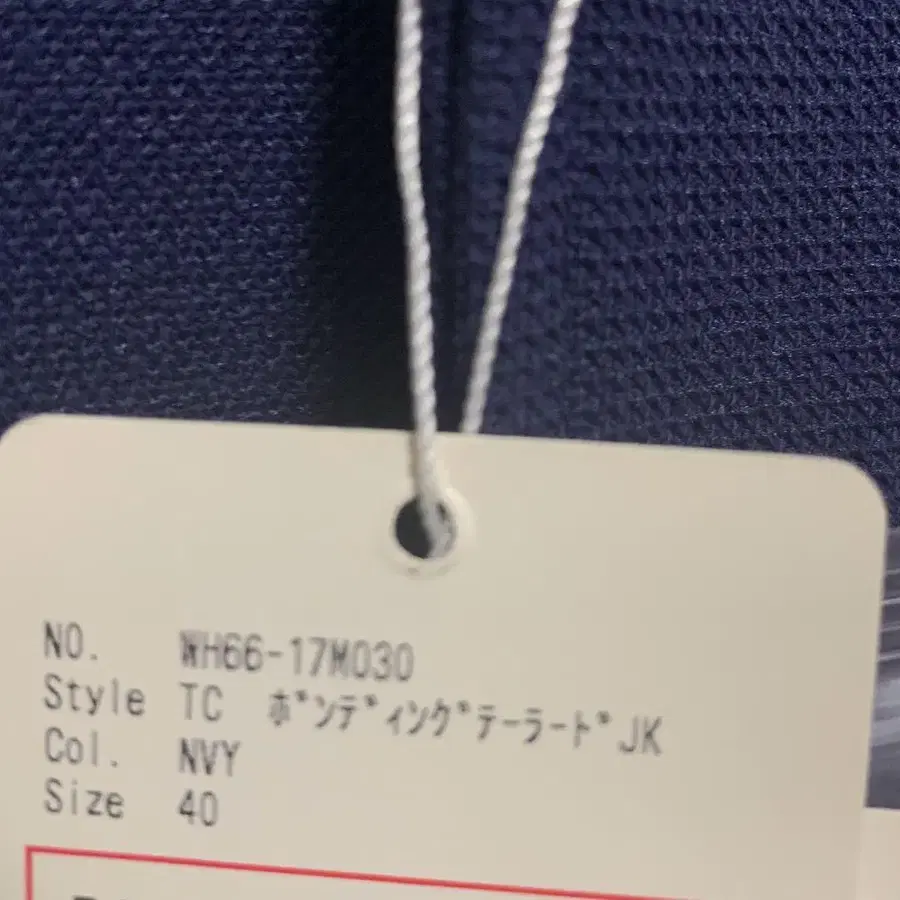 NO. WH66-17M030
Style TC ﾎﾞﾝﾃﾞｨﾝｸﾞﾃｰﾗｰﾄﾞJK
Col. NVY
Size 40